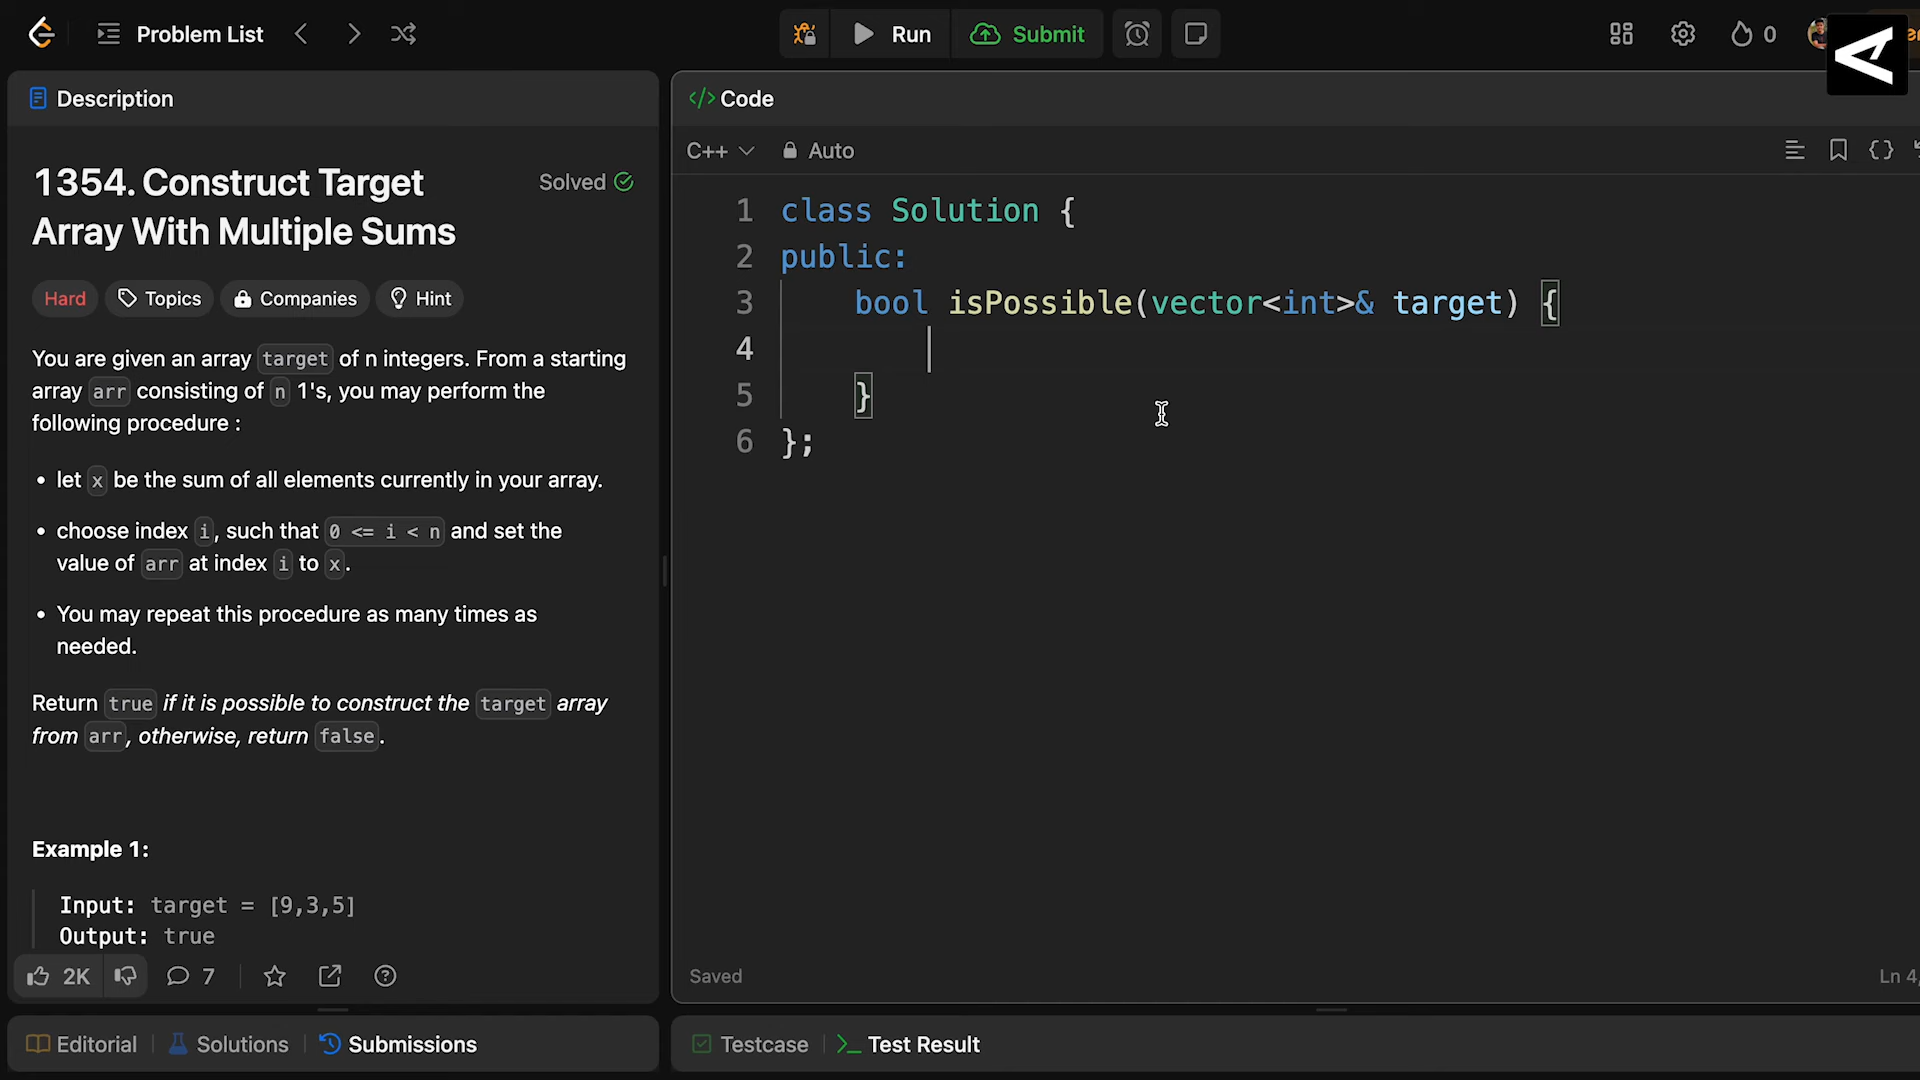 Problem List
Run
Submit
0
Description
1354. Construct Target
Array With Multiple Sums
Solved
Hard
Topics
Companies
Hint
You are given an array target of n integers. From a starting
array arr consisting of n 1's, you may perform the
following procedure :
• let x be the sum of all elements currently in your array.
• choose index i, such that 0 <= i < n and set the
value of arr at index i to x.
• You may repeat this procedure as many times as
needed.
Return true if it is possible to construct the target array
from arr, otherwise, return false.
Example 1:
Input: target = [9,3,5]
Output: true
2K
7
Editorial
Solutions
Submissions
</> Code
C++
Auto
1 class Solution {
2 public:
3 bool isPossible(vector<int>& target) {
4
5 }
6 };
Saved
Ln 4,
Testcase
Test Result